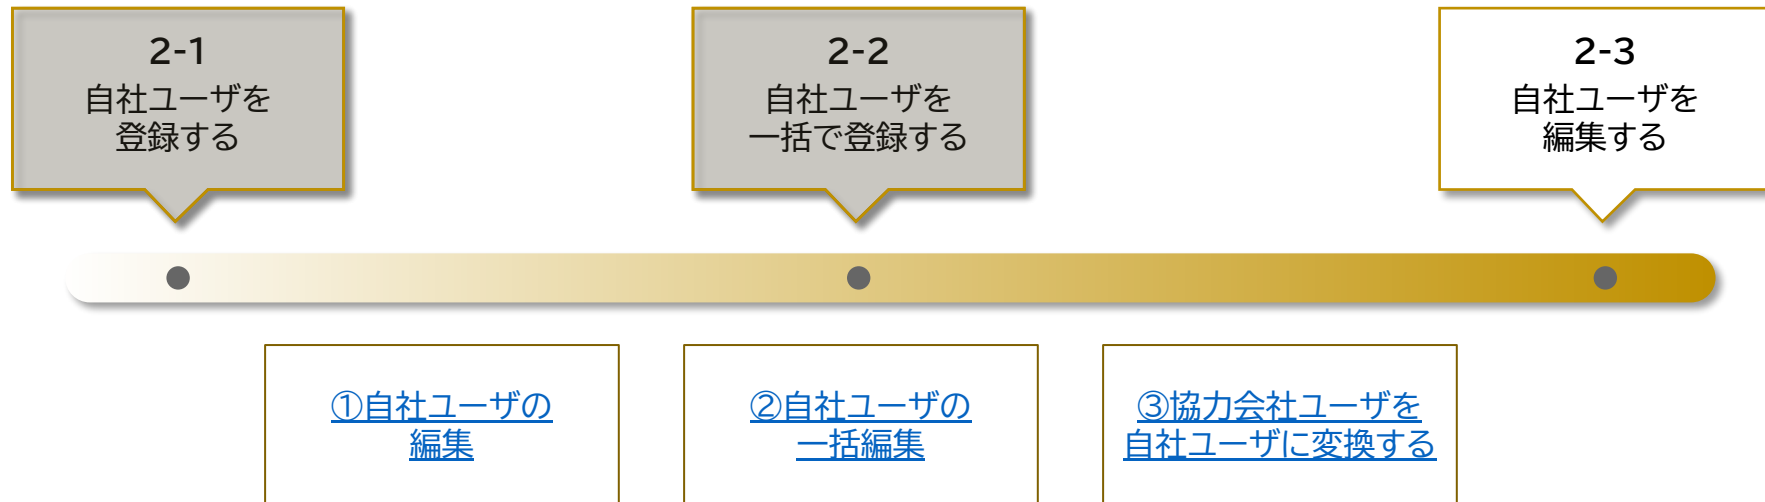 2-1
自社ユーザを
登録する
2-2
自社ユーザを
一括で登録する
2-3
自社ユーザを
編集する
①自社ユーザの
編集
②自社ユーザの
一括編集
③協力会社ユーザを
自社ユーザに変換する